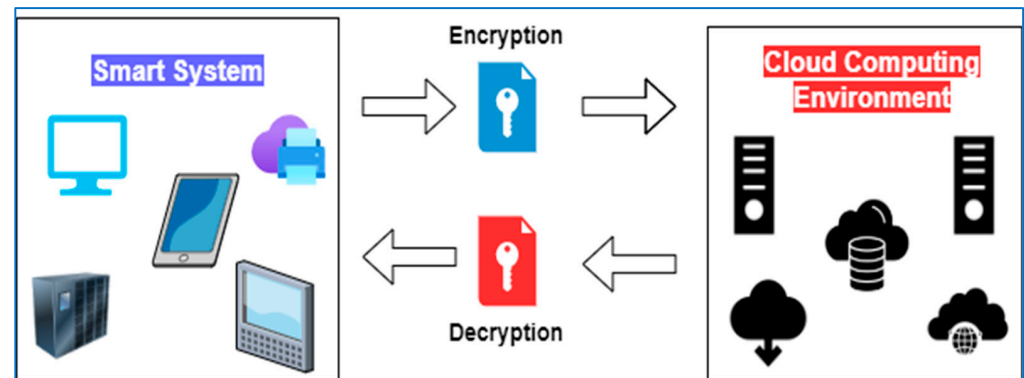 Smart System
Encryption
Decryption
Cloud Computing
Environment